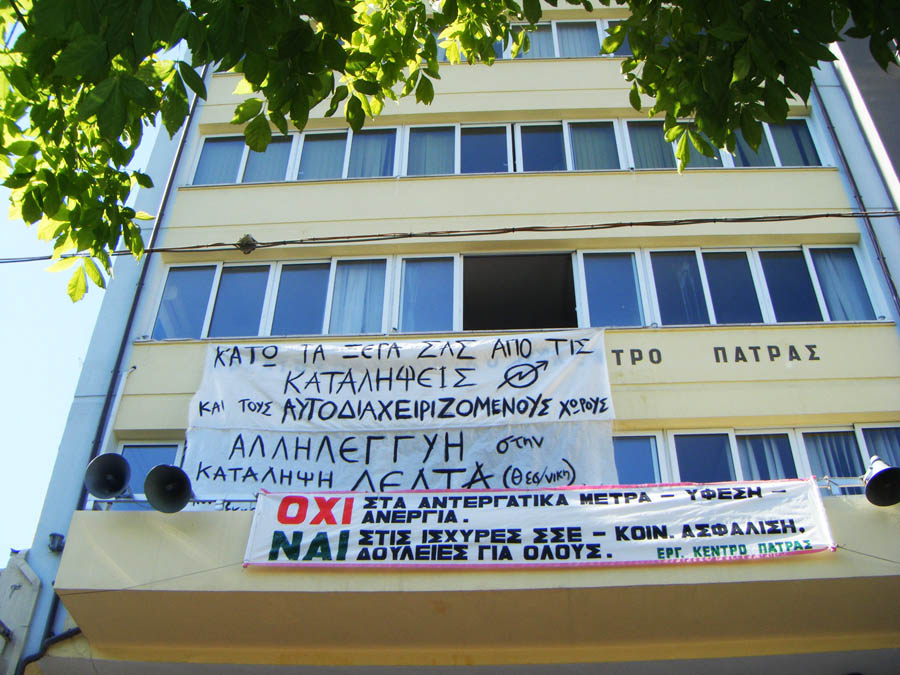 ΚΑΤΩ ΤΑ ΞΕΡΑ ΣΑΣ ΑΠΟ ΤΙΣ
ΚΑΤΑΛΗΨΕΙΣ
ΚΑΙ ΤΟΥΣ ΑΥΤΟΔΙΑΧΕΙΡΙΖΟΜΕΝΟΥΣ ΧΩΡΟΥΣ
ΑΛΛΗΛΕΓΓΥΗ στην
ΚΑΤΑΛΗΨΗ ΔΕΛΤΑ (θεσ/νικη)
ΤΡΟ ΠΑΤΡΑΣ
ΟΧΙ ΣΤΑ ΑΝΤΕΡΓΑΤΙΚΑ ΜΕΤΡΑ – ΥΦΕΣΗ –
ΑΝΕΡΓΙΑ.
ΝΑΙ ΣΤΙΣ ΙΣΧΥΡΕΣ ΣΣΕ – ΚΟΙΝ. ΑΣΦΑΛΙΣΗ,
ΔΟΥΛΕΙΕΣ ΓΙΑ ΟΛΟΥΣ.
ΕΡΓ. ΚΕΝΤΡΟ ΠΑΤΡΑΣ